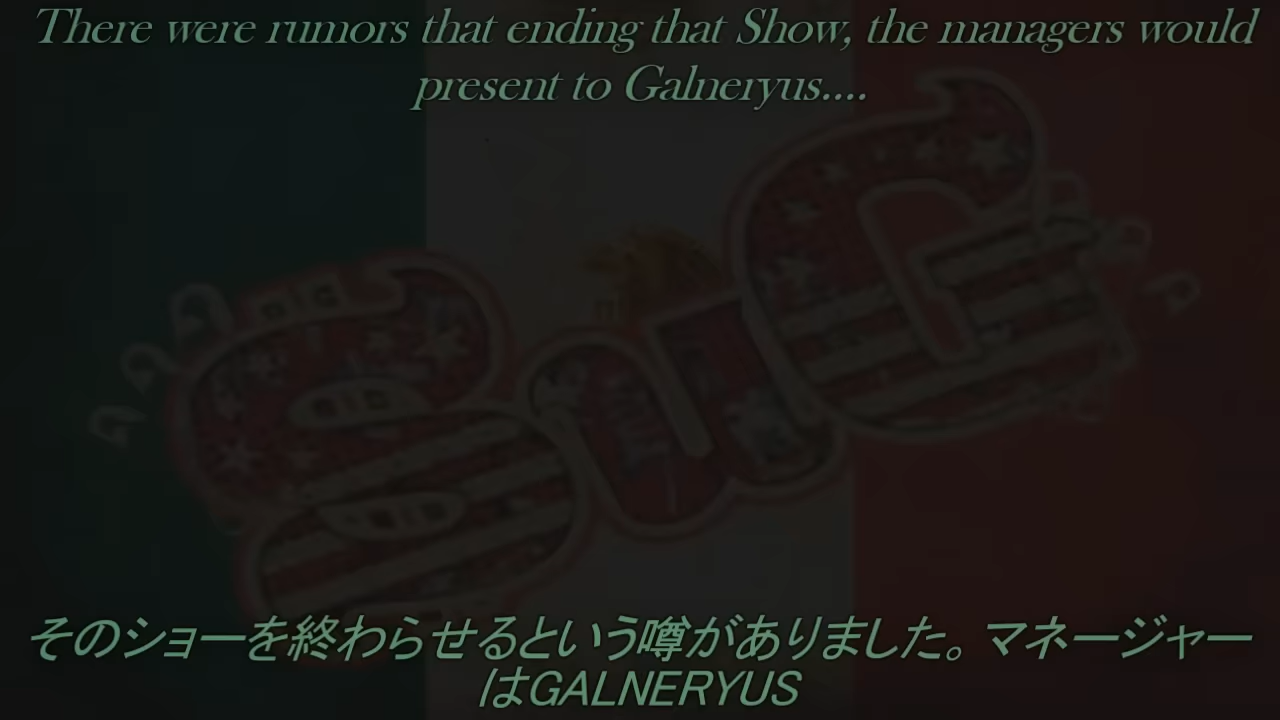 There were rumors that ending that Show, the managers would
present to Galneryus....
SuG
そのショーを終わらせるという噂がありました。マネージャー
はGALNERYUS